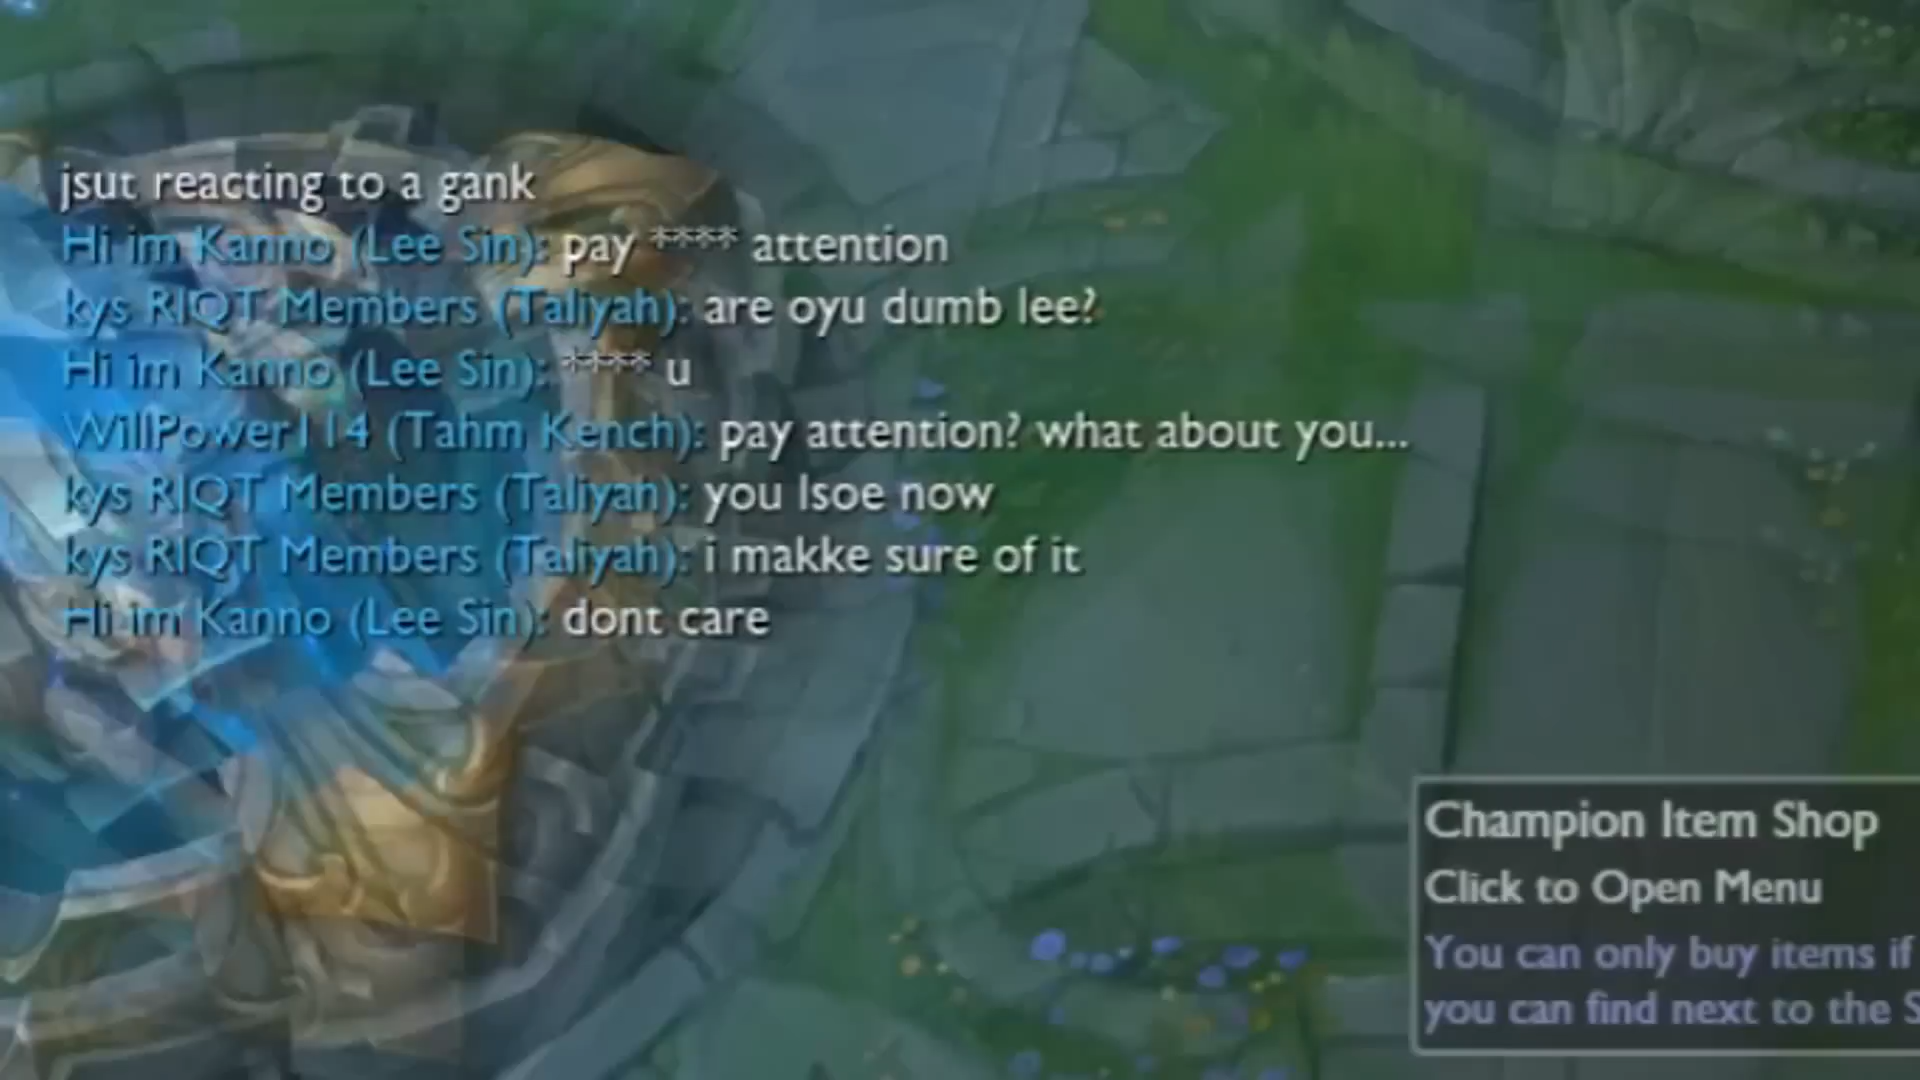 jsut reacting to a gank
Hi im Kanno (Lee Sin): pay **** attention
kys RIQT Members (Taliyah): are oyu dumb lee?
Hi im Kanno (Lee Sin): **** u
WillPower114 (Tahm Kench): pay attention? what about you...
kys RIQT Members (Taliyah): you lsoe now
kys RIQT Members (Taliyah): i makke sure of it
Hi im Kanno (Lee Sin): dont care
Champion Item Shop
Click to Open Menu
You can only buy items if
you can find next to the S